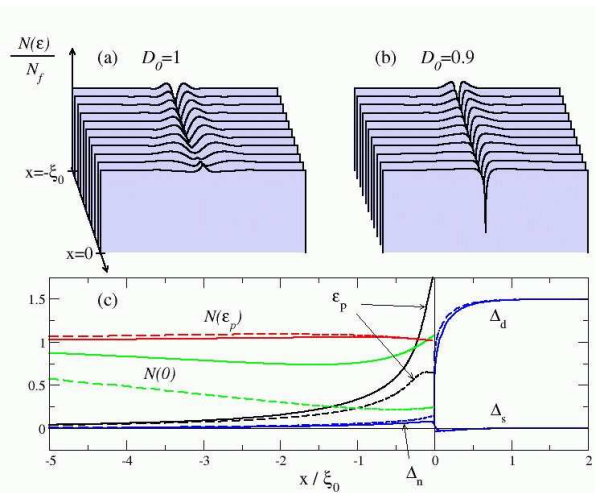 N(ε)
N_f
(a) D_0=1
(b) D_0=0.9
x=-ξ_0
x=0
(c)
1.5
1
0.5
0
N(ε_p)
N(0)
ε_p
Δ_d
Δ_s
Δ_n
-5 -4 -3 -2 -1 0 1 2
x / ξ_0